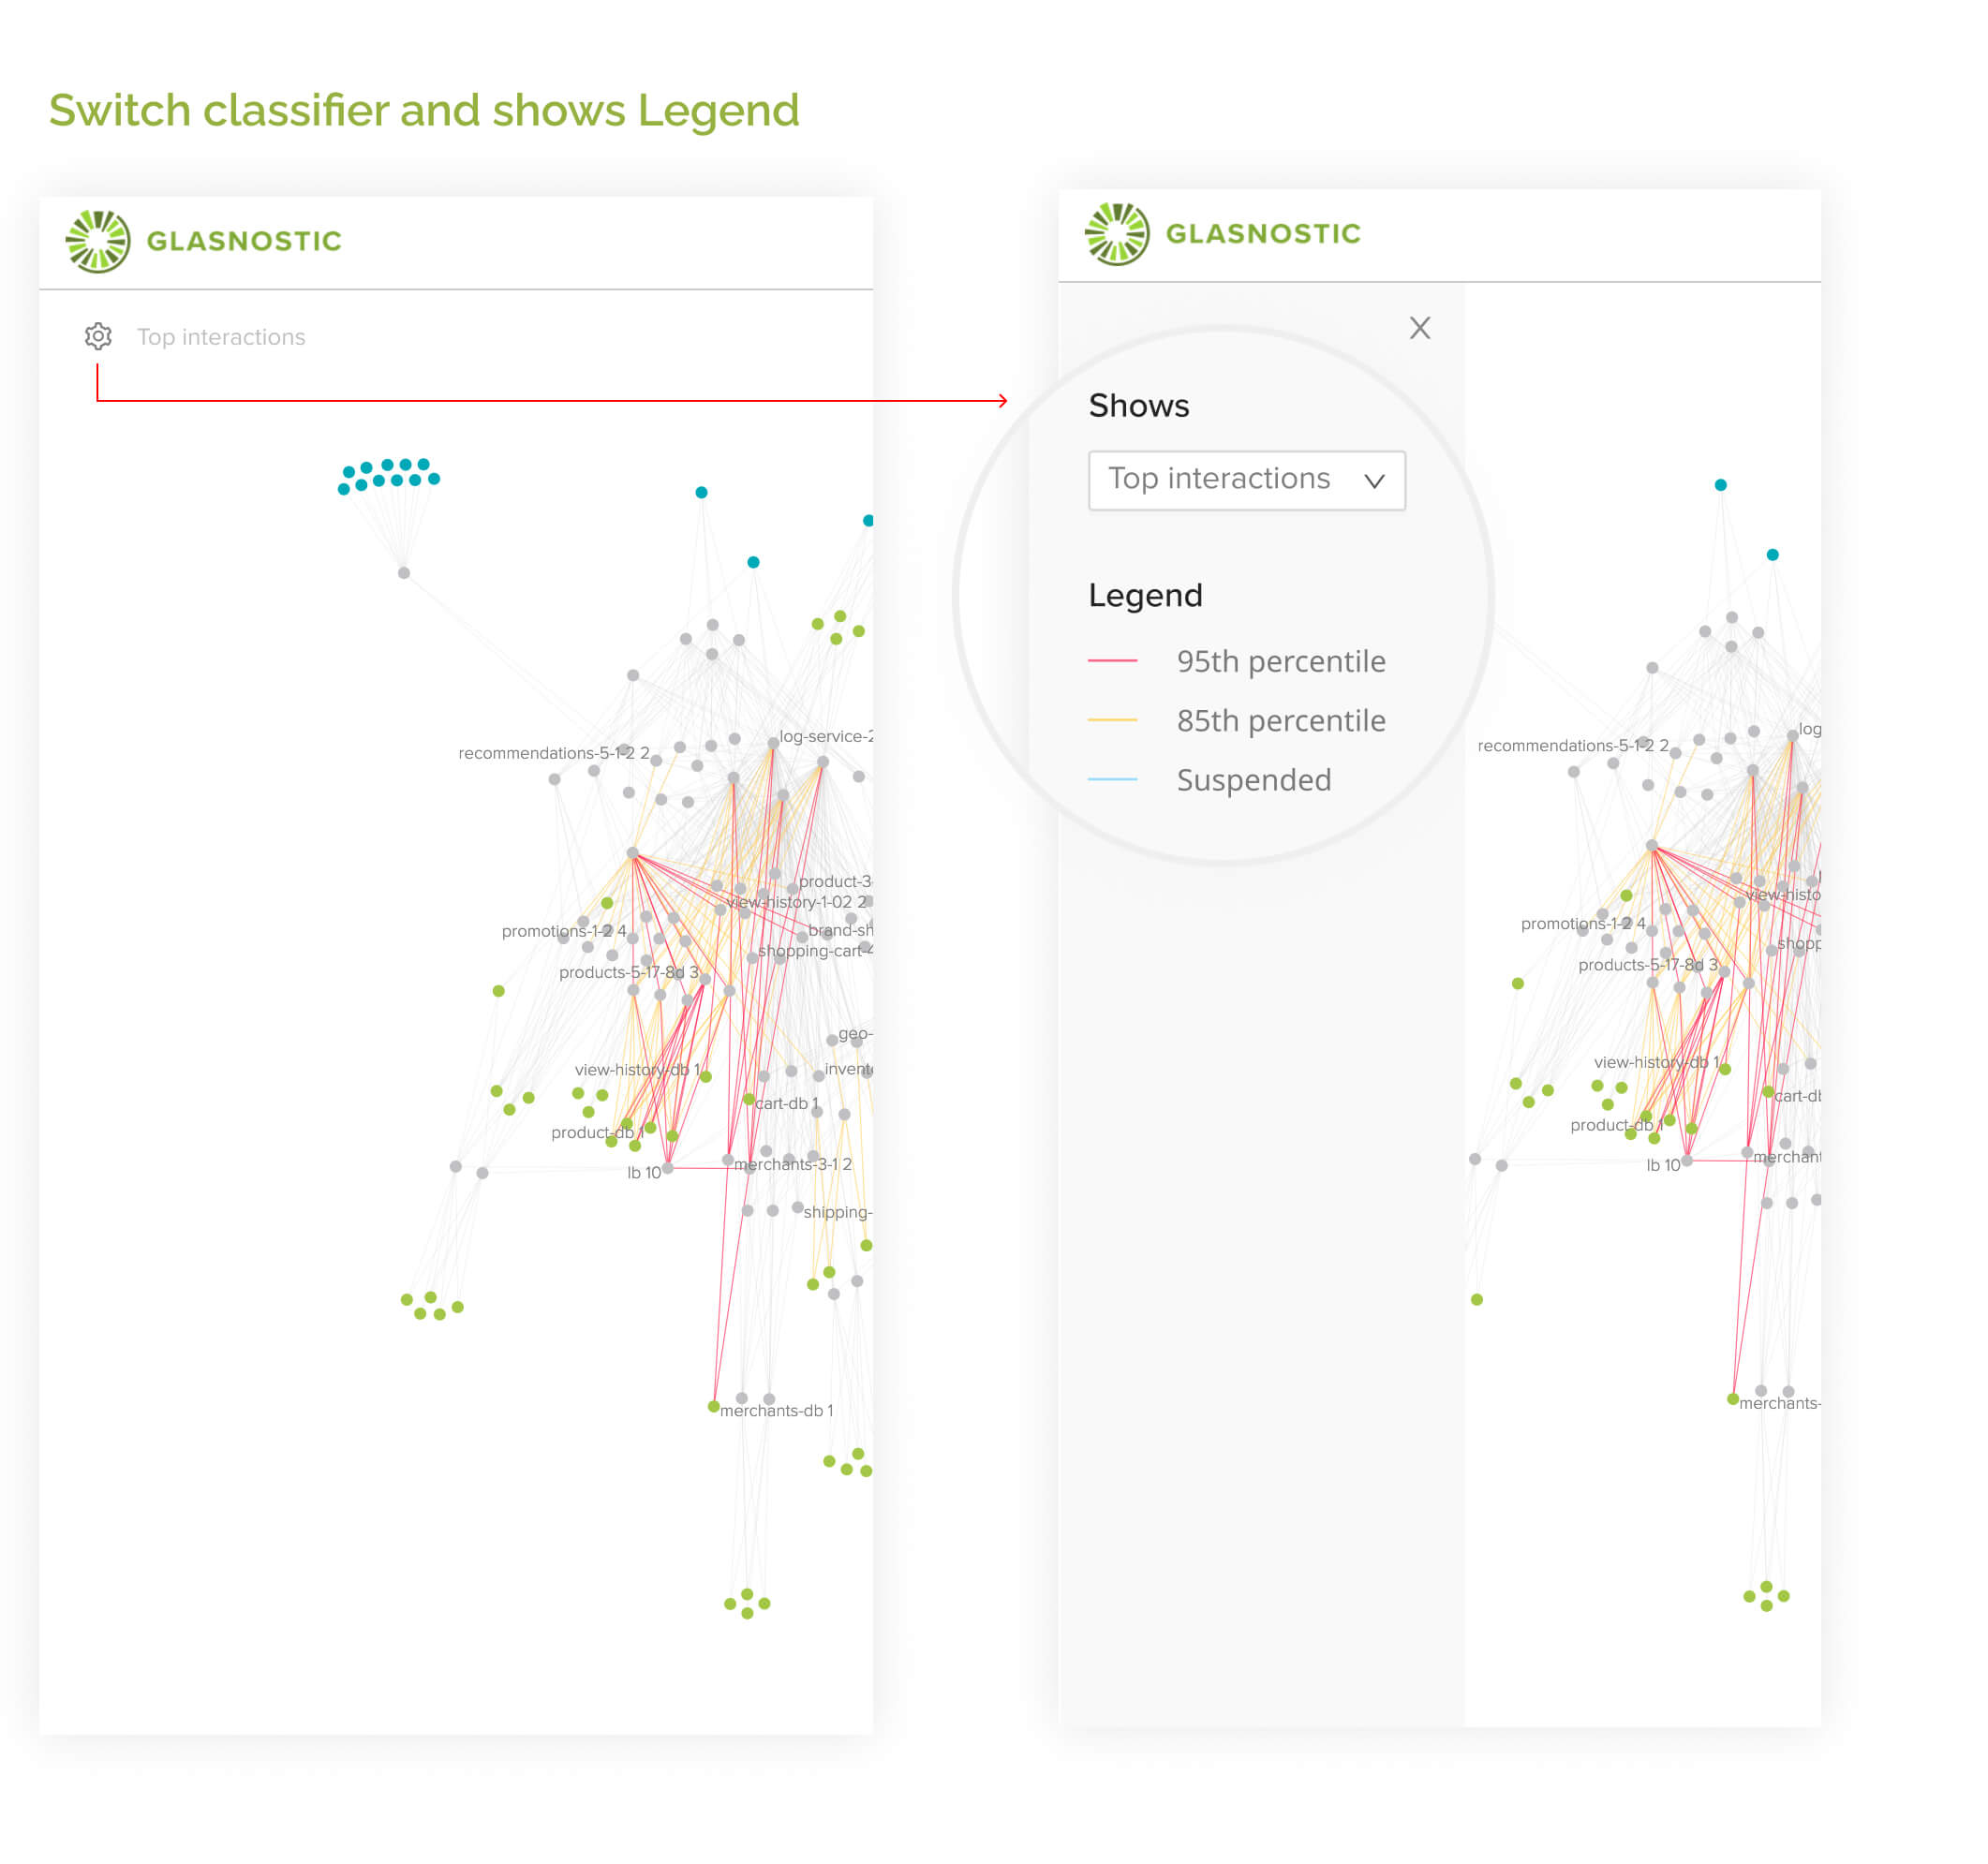 Switch classifier and shows Legend
GLASNOSTIC
Top interactions
log-service-2
recommendations-5-1-2 2
product-3-
view-history-1-02 2
promotions-1-2 4
brand-sh
shopping-cart-4
products-5-17-8d 3
geo-
view-history-db 1
invent
cart-db 1
product-db 1
merchants-3-1 2
lb 10
shipping-
merchants-db 1
GLASNOSTIC
X
Shows
Top interactions
Legend
95th percentile
85th percentile
Suspended
log
recommendations-5-1-2 2
view-histo
promotions-1-2 4
shopp
products-5-17-8d 3
view-history-db 1
cart-db
product-db 1
merchant
lb 10
merchants-